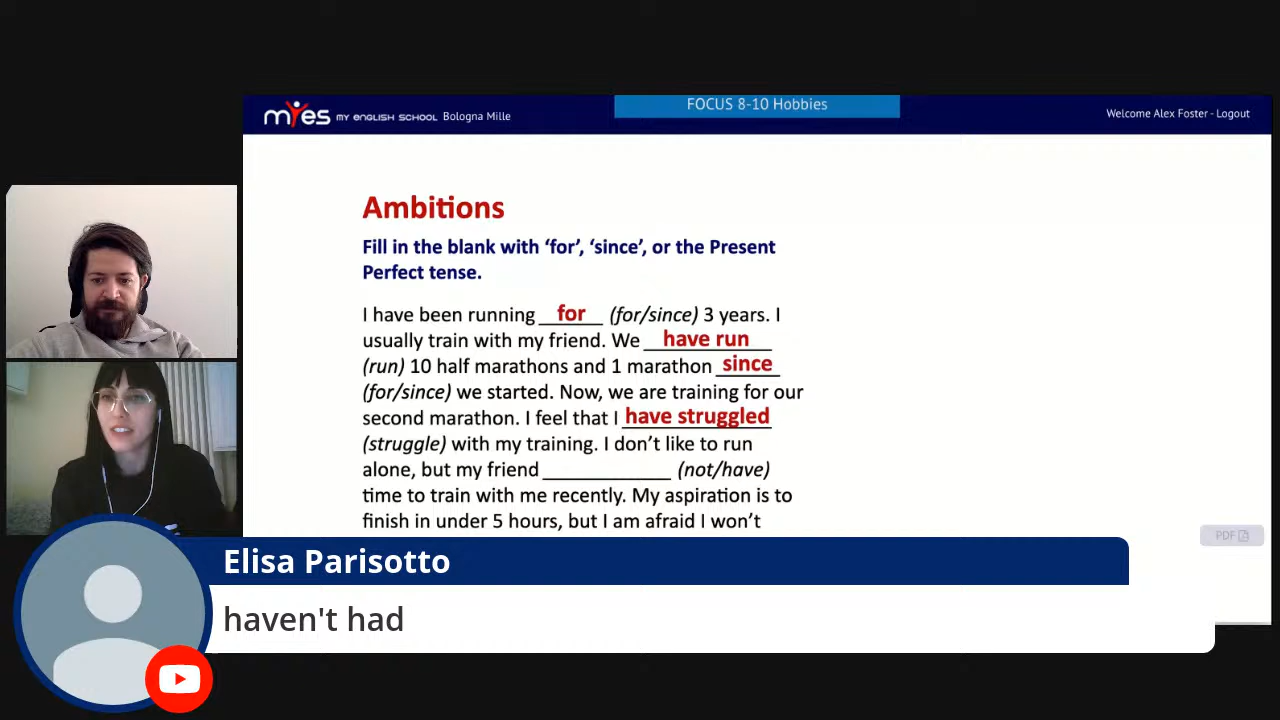 FOCUS 8-10 Hobbies
myes MY ENGLISH SCHOOL Bologna Mille
Welcome Alex Foster - Logout
Ambitions
Fill in the blank with ‘for’, ‘since’, or the Present
Perfect tense.
I have been running for (for/since) 3 years. I
usually train with my friend. We have run
(run) 10 half marathons and 1 marathon since
(for/since) we started. Now, we are training for our
second marathon. I feel that I have struggled
(struggle) with my training. I don’t like to run
alone, but my friend ____________ (not/have)
time to train with me recently. My aspiration is to
finish in under 5 hours, but I am afraid I won’t
PDF
Elisa Parisotto
haven't had